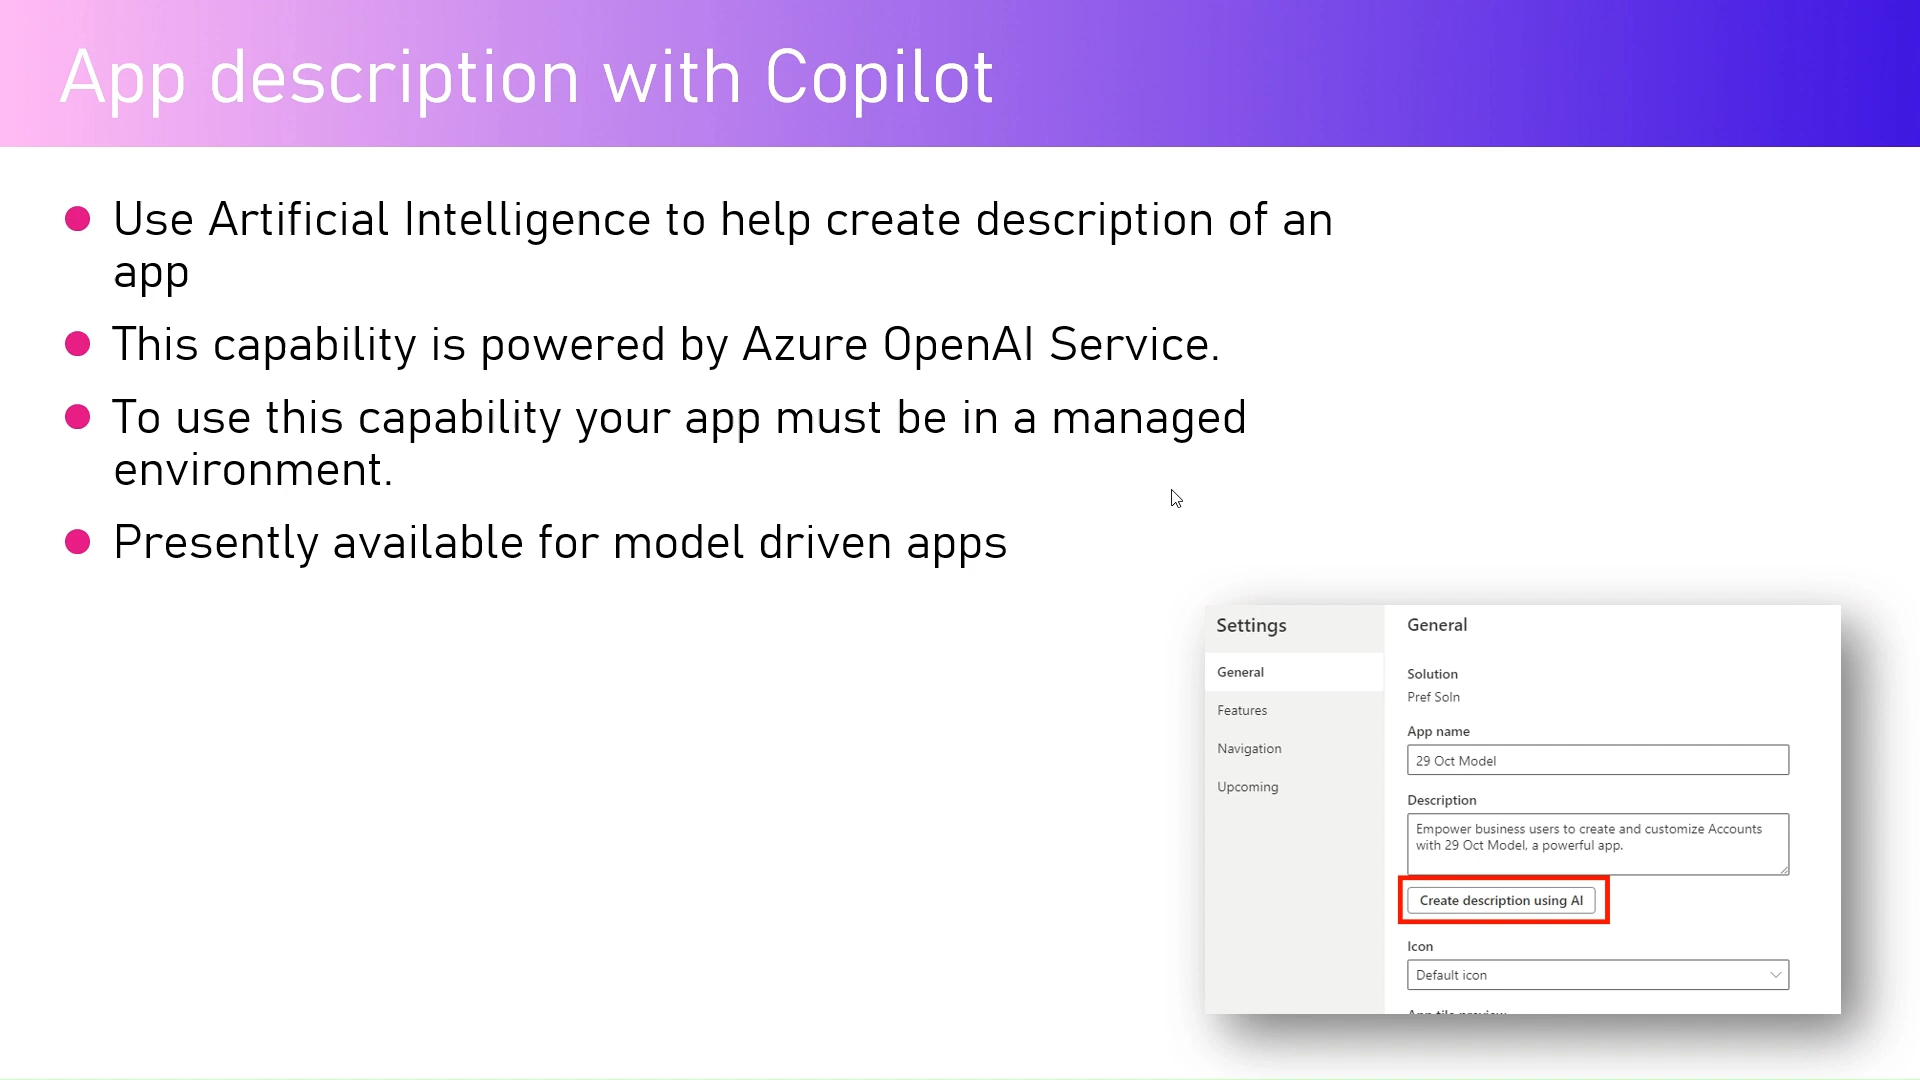 App description with Copilot
Use Artificial Intelligence to help create description of an
app
This capability is powered by Azure OpenAI Service.
To use this capability your app must be in a managed
environment.
Presently available for model driven apps
Settings
General
Features
Navigation
Upcoming
General
Solution
Pref Soln
App name
29 Oct Model
Description
Empower business users to create and customize Accounts
with 29 Oct Model, a powerful app.
Create description using AI
Icon
Default icon
App tile preview